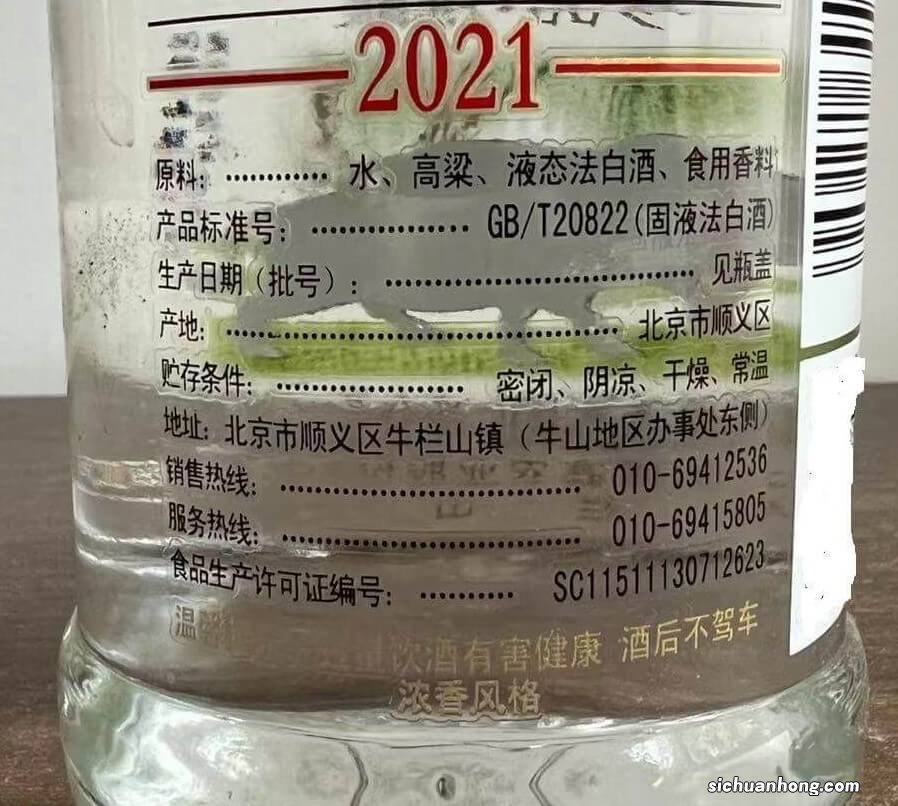 2021
原料：…………水、高粱、液态法白酒、食用香料
产品标准号：………………GB/T20822(固液法白酒)
生产日期（批号）：………………………………见瓶盖
产地：………………………………………北京市顺义区
贮存条件：…………………密闭、阴凉、干燥、常温
地址：北京市顺义区牛栏山镇（牛山地区办事处东侧）
销售热线：………………………………010-69412536
服务热线：………………………………010-69415805
食品生产许可证编号：…………SC11511130712623
温 饮酒有害健康 酒后不驾车
浓香风格
sichuanhong.com